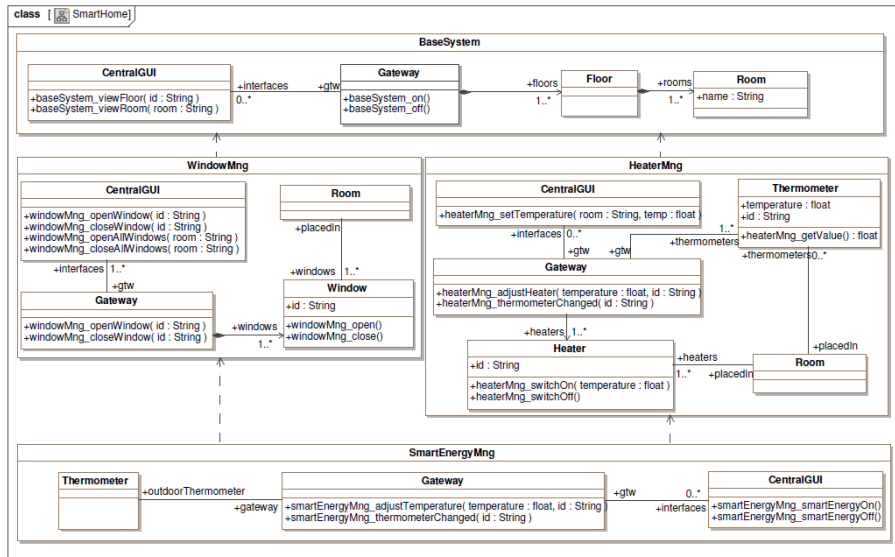 class [ SmartHome]
BaseSystem
CentralGUI
+baseSystem_viewFloor( id : String )
+baseSystem_viewRoom( room : String )
+interfaces
0..*
+gtw
Gateway
+baseSystem_on()
+baseSystem_off()
+floors
1..*
Floor
+rooms
1..*
Room
+name : String
WindowMng
CentralGUI
+windowMng_openWindow( id : String )
+windowMng_closeWindow( id : String )
+windowMng_openAllWindows( room : String )
+windowMng_closeAllWindows( room : String )
+interfaces
1..*
+gtw
Gateway
+windowMng_openWindow( id : String )
+windowMng_closeWindow( id : String )
+windows
1..*
Room
+placedIn
+windows
1..*
Window
+id : String
+windowMng_open()
+windowMng_close()
HeaterMng
CentralGUI
+heaterMng_setTemperature( room : String, temp : float )
+interfaces
0..*
+gtw
+gtw
1..*
+thermometers
Thermometer
+temperature : float
+id : String
+heaterMng_getValue() : float
+thermometers
0..*
Gateway
+heaterMng_adjustHeater( temperature : float, id : String )
+heaterMng_thermometerChanged( id : String )
+heaters
1..*
Heater
+id : String
+heaterMng_switchOn( temperature : float )
+heaterMng_switchOff()
+heaters
1..*
+placedIn
+placedIn
Room
SmartEnergyMng
Thermometer
+outdoorThermometer
+gateway
Gateway
+smartEnergyMng_adjustTemperature( temperature : float, id : String )
+smartEnergyMng_thermometerChanged( id : String )
+gtw
0..*
+interfaces
CentralGUI
+smartEnergyMng_smartEnergyOn()
+smartEnergyMng_smartEnergyOff()